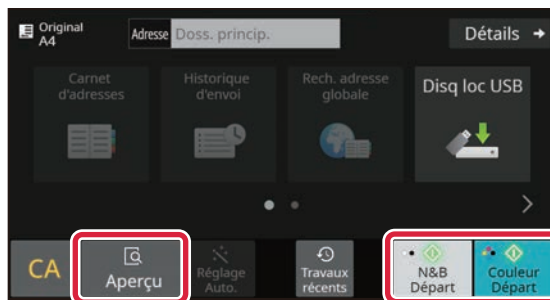 Original
A4
Adresse Doss. princip.
Détails
Carnet
d'adresses
Historique
d'envoi
Rech. adresse
globale
Disq loc USB
CA
Aperçu
Réglage
Auto.
Travaux
récents
N&B
Départ
Couleur
Départ